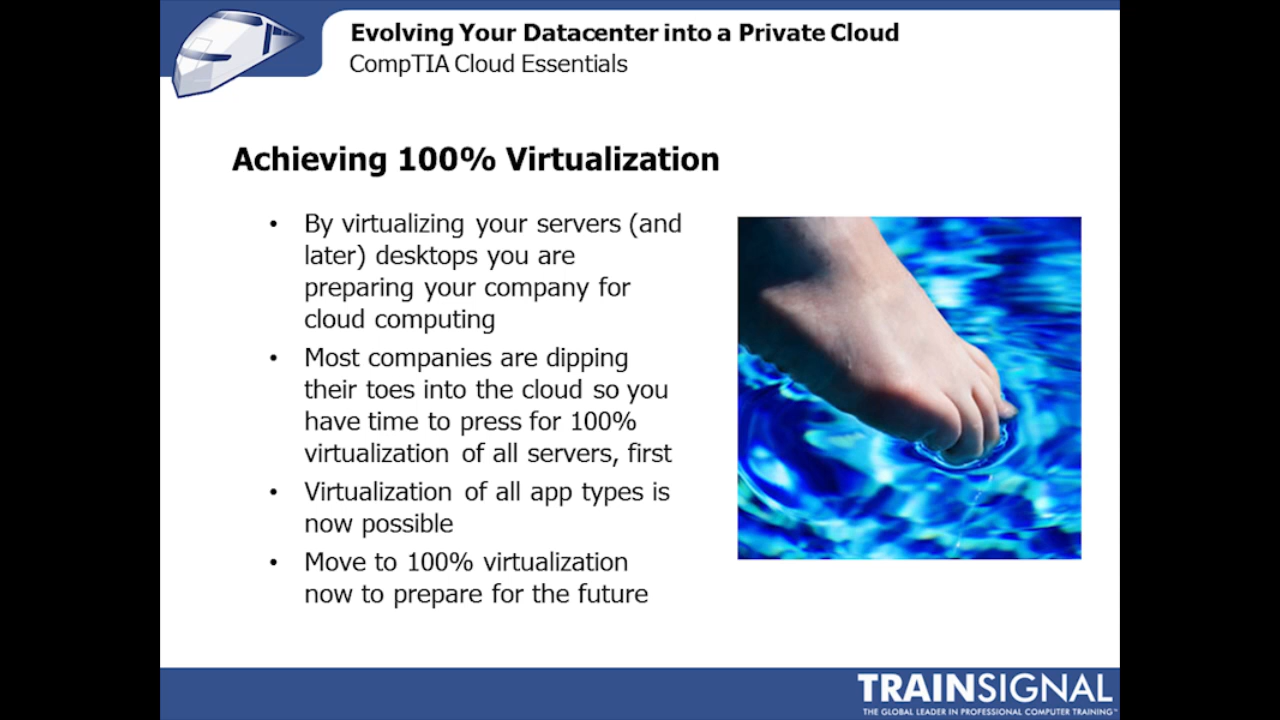 Evolving Your Datacenter into a Private Cloud
CompTIA Cloud Essentials
Achieving 100% Virtualization
• By virtualizing your servers (and
later) desktops you are
preparing your company for
cloud computing
• Most companies are dipping
their toes into the cloud so you
have time to press for 100%
virtualization of all servers, first
• Virtualization of all app types is
now possible
• Move to 100% virtualization
now to prepare for the future
TRAINSIGNAL
THE GLOBAL LEADER IN PROFESSIONAL COMPUTER TRAINING™